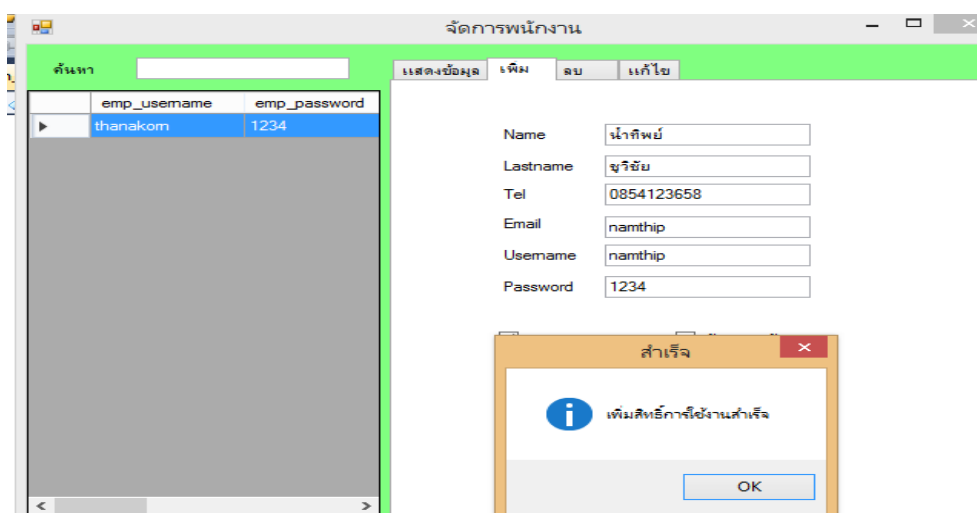 จัดการพนักงาน
ค้นหา
แสดงข้อมูล เพิ่ม ลบ แก้ไข
emp_username emp_password
thanakorn 1234
Name น้ำทิพย์
Lastname ชูวิชัย
Tel 0854123658
Email namthip
Username namthip
Password 1234
สำเร็จ
เพิ่มสิทธิ์การใช้งานสำเร็จ
OK